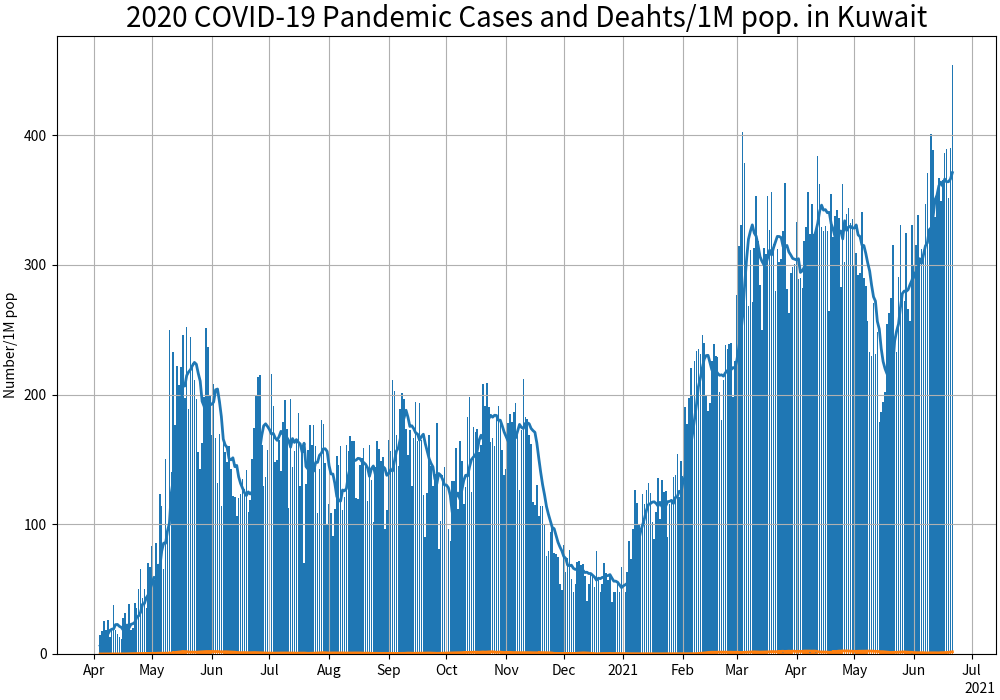 2020 COVID-19 Pandemic Cases and Deahts/1M pop. in Kuwait
Number/1M pop
400
300
200
100
0
Apr May Jun Jul Aug Sep Oct Nov Dec 2021 Feb Mar Apr May Jun Jul
2021